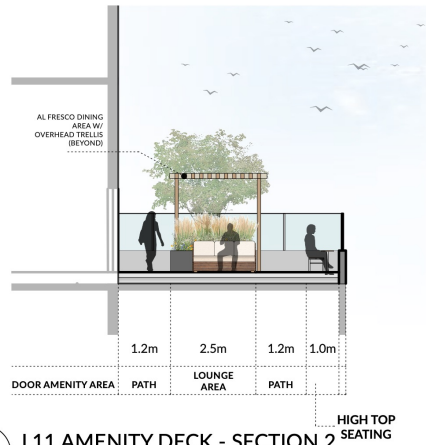 AL FRESCO DINING
AREA W/
OVERHEAD TRELLIS
(BEYOND)
1.2m 2.5m 1.2m 1.0m
DOOR AMENITY AREA PATH LOUNGE AREA PATH
HIGH TOP
SEATING
L11 AMENITY DECK - SECTION 2